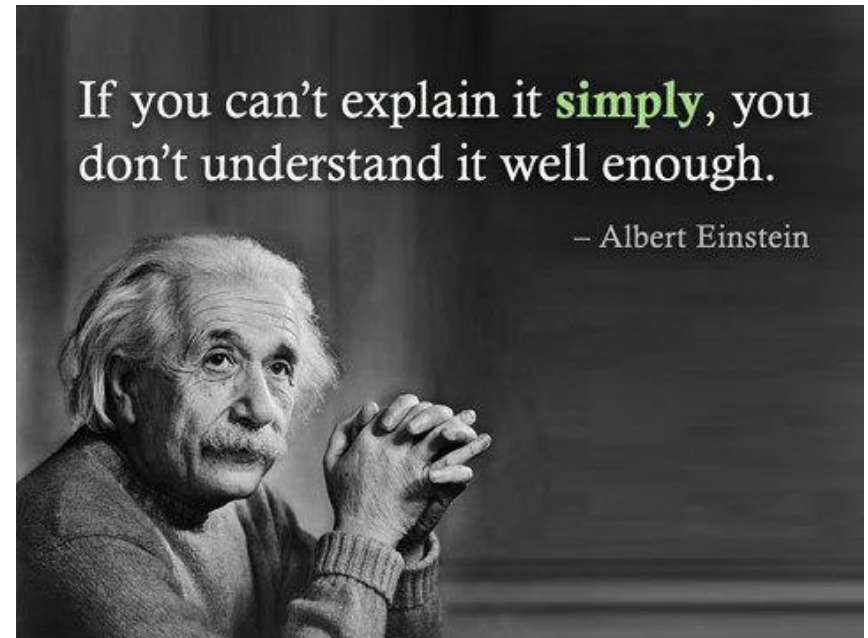 If you can’t explain it simply, you
don’t understand it well enough.
– Albert Einstein